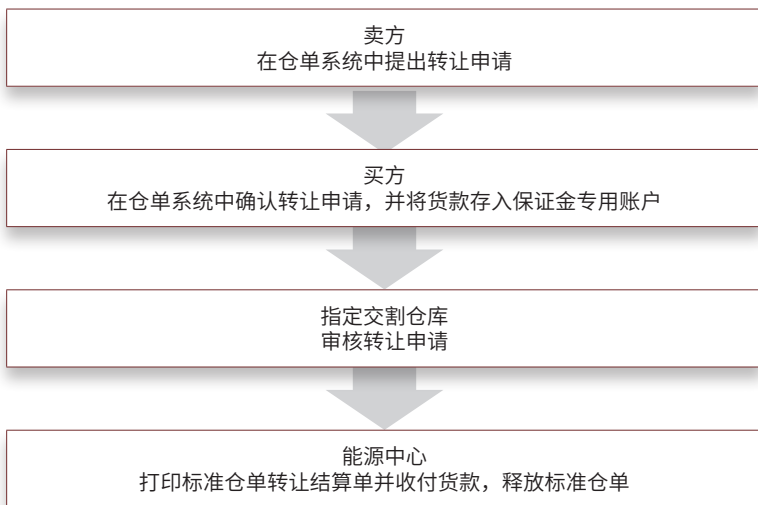 卖方
在仓单系统中提出转让申请
买方
在仓单系统中确认转让申请，并将货款存入保证金专用账户
指定交割仓库
审核转让申请
能源中心
打印标准仓单转让结算单并收付货款，释放标准仓单